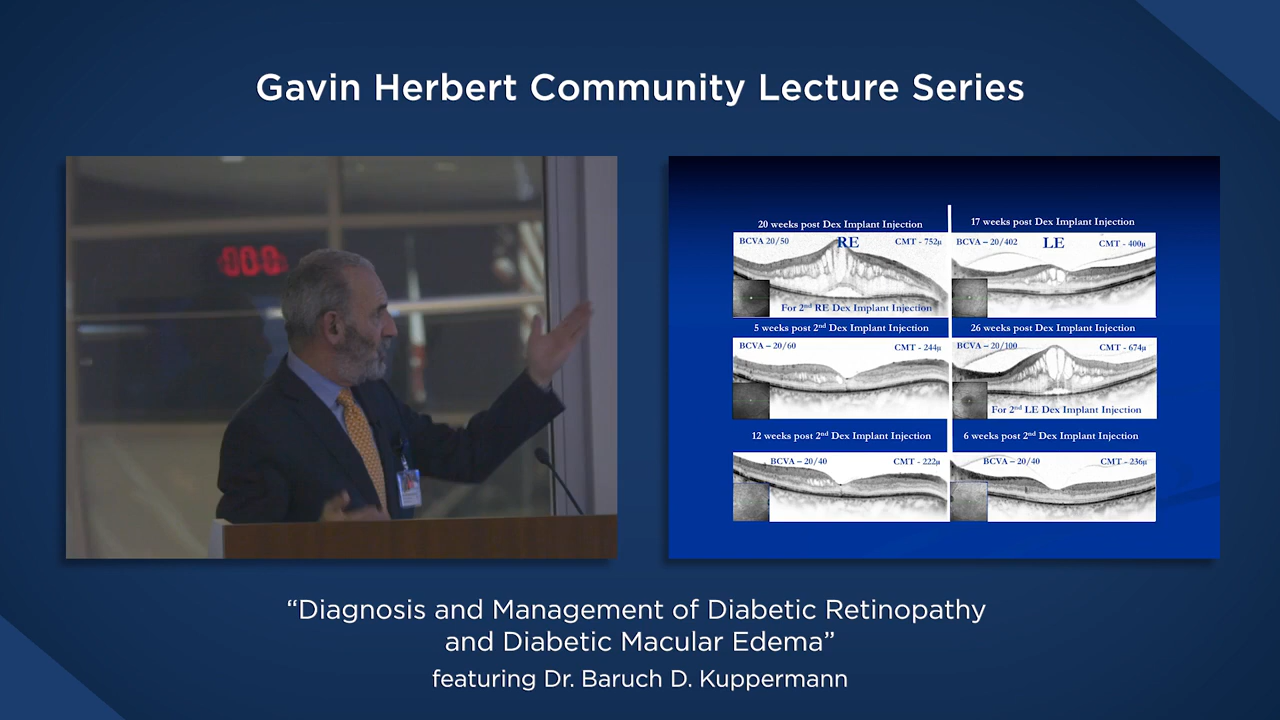 Gavin Herbert Community Lecture Series
000
20 weeks post Dex Implant Injection
17 weeks post Dex Implant Injection
BCVA 20/50
RE
CMT - 752µ
BCVA – 20/402
LE
CMT - 400µ
For 2nd RE Dex Implant Injection
5 weeks post 2nd Dex Implant Injection
26 weeks post Dex Implant Injection
BCVA – 20/60
CMT - 244µ
BCVA – 20/100
CMT - 674µ
For 2nd LE Dex Implant Injection
12 weeks post 2nd Dex Implant Injection
6 weeks post 2nd Dex Implant Injection
BCVA – 20/40
CMT - 222µ
BCVA – 20/40
CMT - 236µ
“Diagnosis and Management of Diabetic Retinopathy
and Diabetic Macular Edema”
featuring Dr. Baruch D. Kuppermann